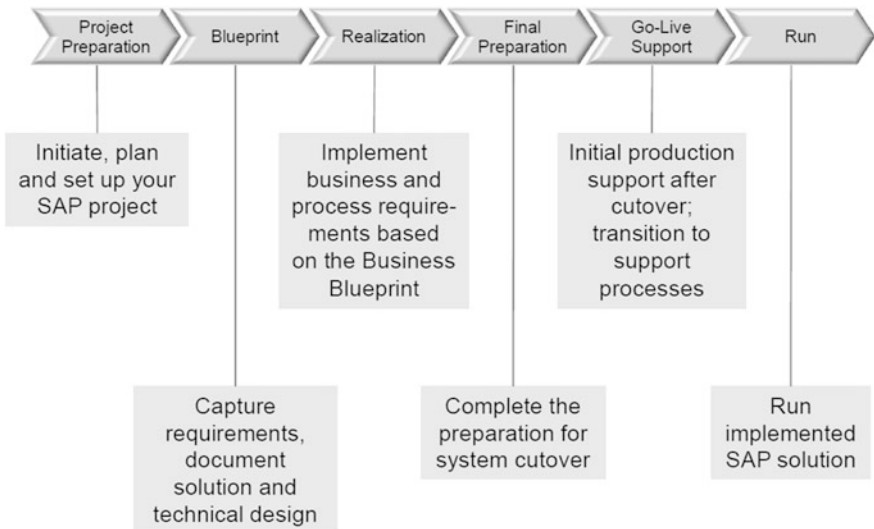 Project
Preparation
Blueprint
Realization
Final
Preparation
Go-Live
Support
Run
Initiate, plan
and set up your
SAP project
Implement
business and
process require-
ments based
on the Business
Blueprint
Initial production
support after
cutover;
transition to
support
processes
Capture
requirements,
document
solution and
technical design
Complete the
preparation for
system cutover
Run
implemented
SAP solution